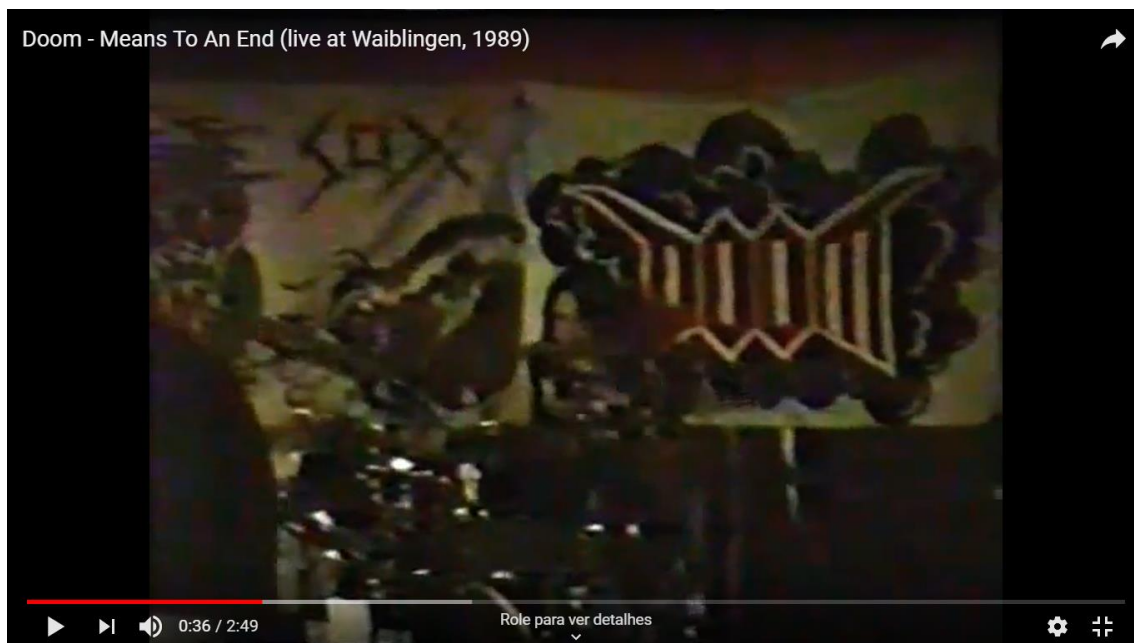 Doom - Means To An End (live at Waiblingen, 1989)
0:36 / 2:49
Role para ver detalhes